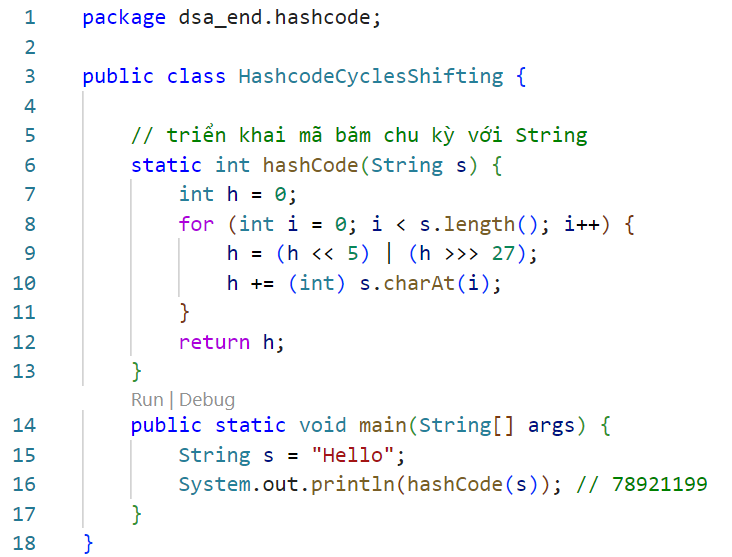 1 package dsa_end.hashcode;
2
3 public class HashcodeCyclesShifting {
4
5 // triển khai mã băm chu kỳ với String
6 static int hashCode(String s) {
7 int h = 0;
8 for (int i = 0; i < s.length(); i++) {
9 h = (h << 5) | (h >>> 27);
10 h += (int) s.charAt(i);
11 }
12 return h;
13 }
Run | Debug
14 public static void main(String[] args) {
15 String s = "Hello";
16 System.out.println(hashCode(s)); // 78921199
17 }
18 }